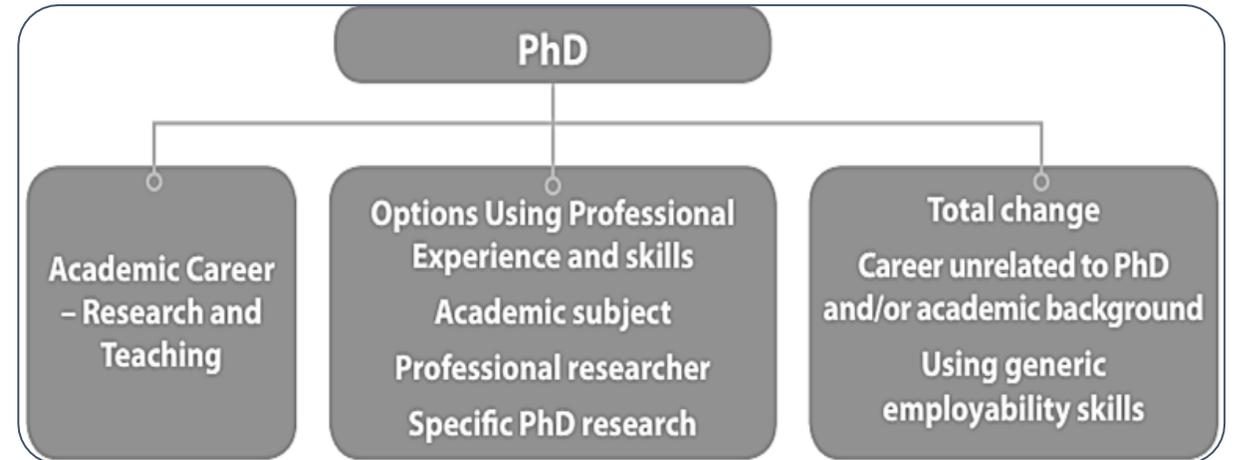 PhD
Academic Career
– Research and
Teaching
Options Using Professional
Experience and skills
Academic subject
Professional researcher
Specific PhD research
Total change
Career unrelated to PhD
and/or academic background
Using generic
employability skills